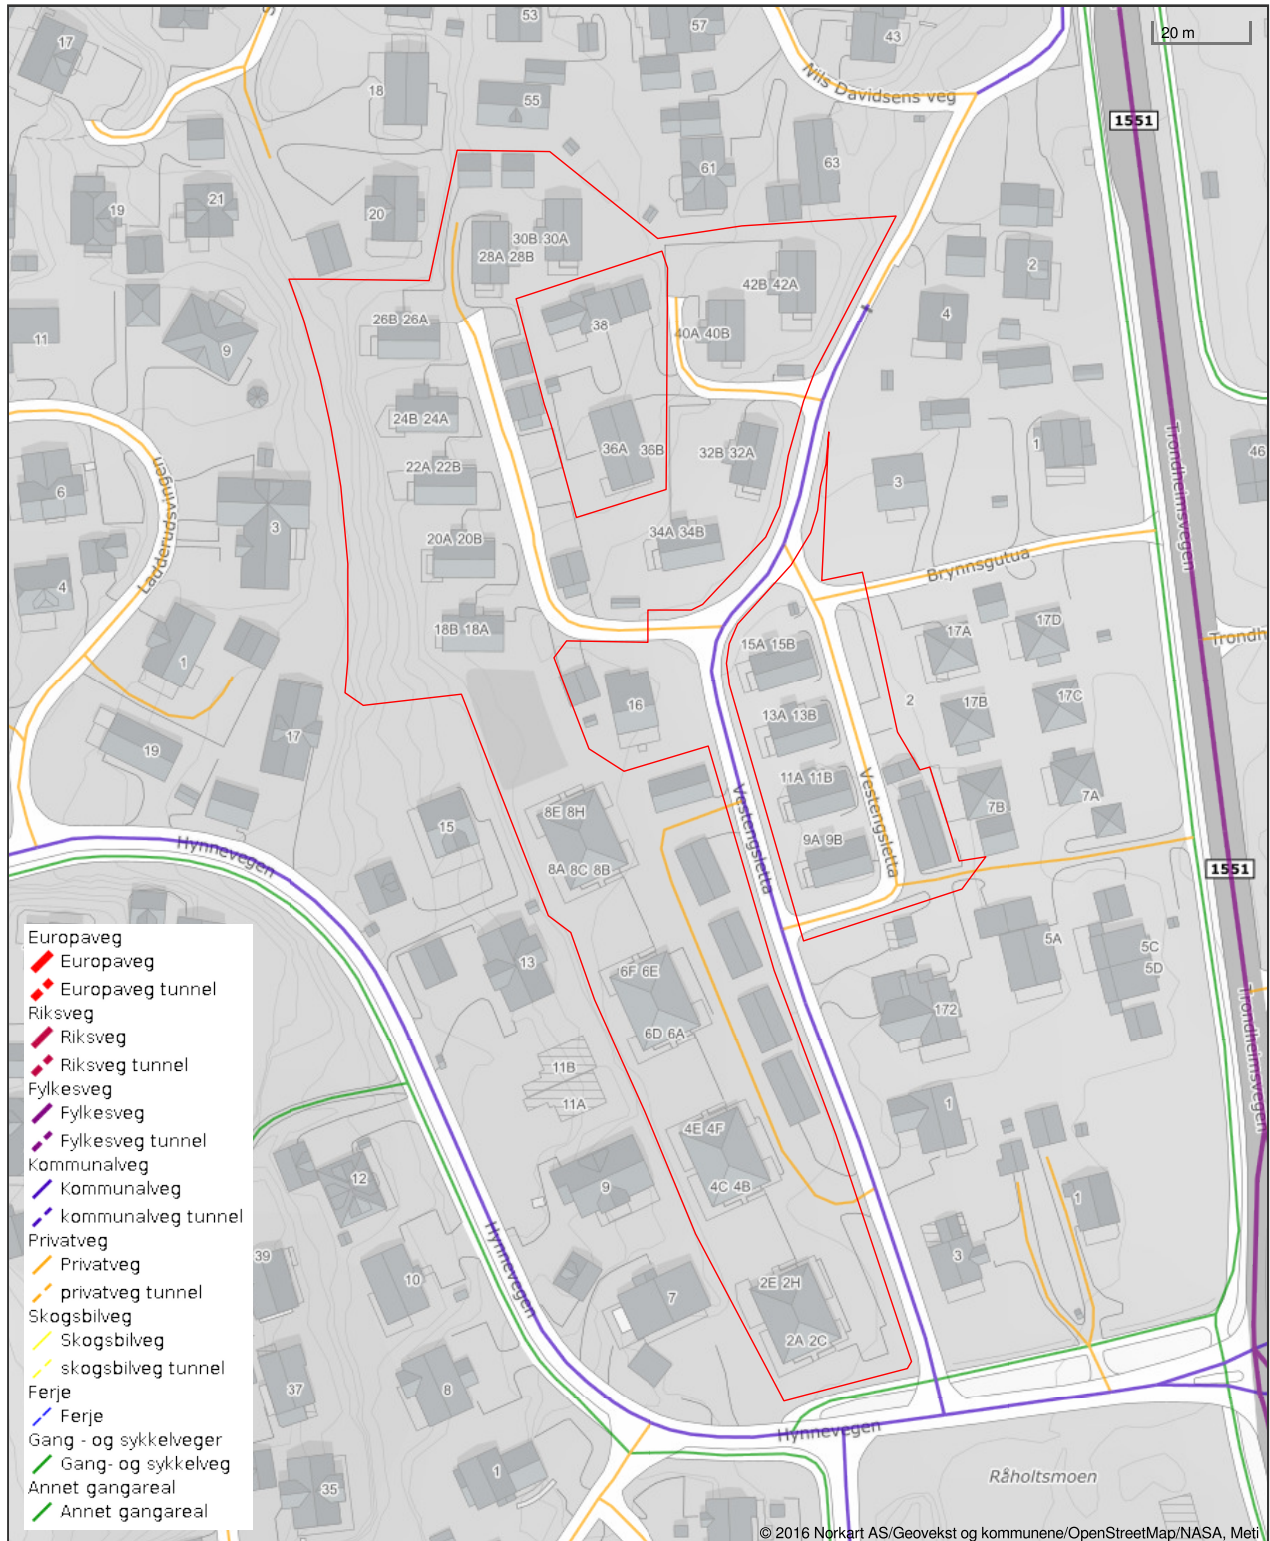 S
53
57
43
20 m
17
18
55
Nils Davidsens veg
1551
61
63
19
21
20
30B 30A
28A 28B
2
42B 42A
11
9
26B 26A
38
40A 40B
4
24B 24A
36A 36B
32B 32A
1
46
Trondheimsvegen
6
3
22A 22B
3
Ladderudsvingen
20A 20B
34A 34B
Brynnsgutua
4
18B 18A
15A 15B
17A
17D
Trondh
1
16
13A 13B
2
17B
17C
19
17
11A 11B
7B
7A
15
8E 8H
Vestengsletta
Vestengsletta
9A 9B
Hynnevegen
8A 8C 8B
1551
13
6F 6E
5A
5C
5D
6D 6A
172
Trondheimsvegen
11B
11A
4E 4F
1
12
9
4C 4B
1
39
10
Hynnevegen
3
7
2E 2H
2A 2C
37
8
Hynnevegen
35
1
Råholtsmoen
Europaveg
Europaveg
Europaveg tunnel
Riksveg
Riksveg
Riksveg tunnel
Fylkesveg
Fylkesveg
Fylkesveg tunnel
Kommunalveg
Kommunalveg
kommunalveg tunnel
Privatveg
Privatveg
privatveg tunnel
Skogsbilveg
Skogsbilveg
skogsbilveg tunnel
Ferje
Ferje
Gang - og sykkelveger
Gang- og sykkelveg
Annet gangareal
Annet gangareal
© 2016 Norkart AS/Geovekst og kommunene/OpenStreetMap/NASA, Meti